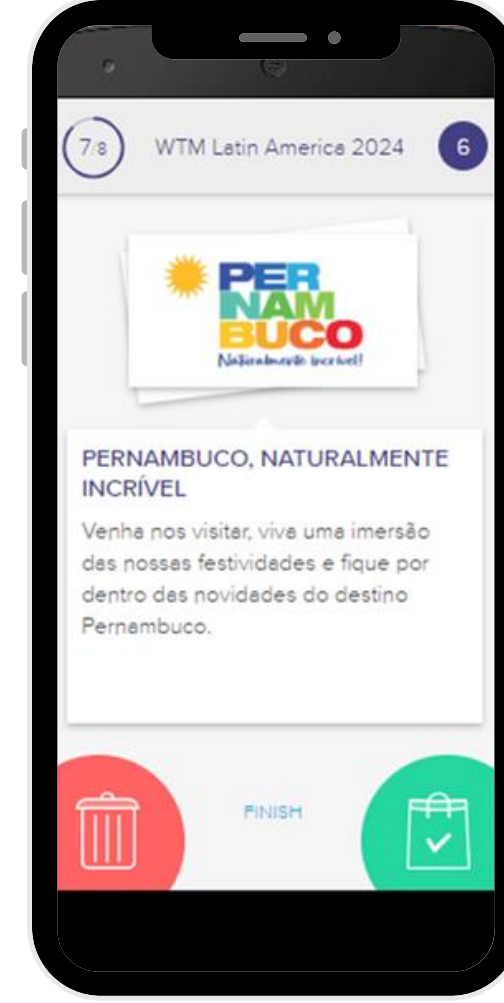 7/8
WTM Latin America 2024
6
PER
NAM
BUCO
Naturalmente incrível!
PERNAMBUCO, NATURALMENTE
INCRÍVEL
Venha nos visitar, viva uma imersão
das nossas festividades e fique por
dentro das novidades do destino
Pernambuco.
FINISH